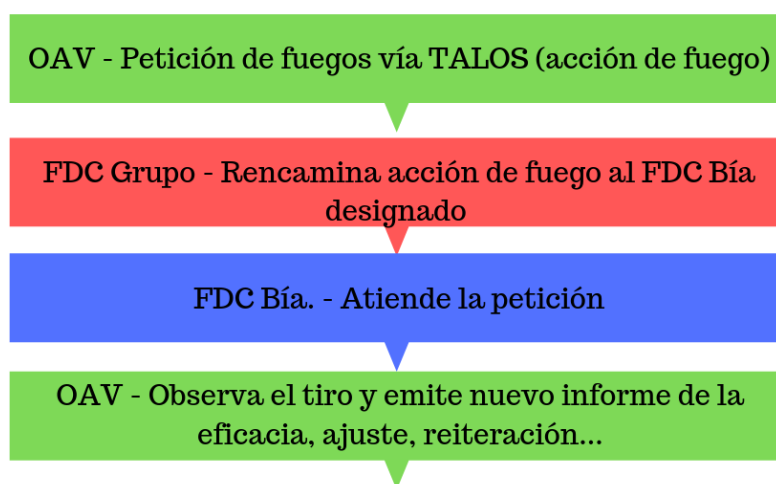 OAV - Petición de fuegos vía TALOS (acción de fuego)
FDC Grupo - Rencamina acción de fuego al FDC Bía
designado
FDC Bía. - Atiende la petición
OAV - Observa el tiro y emite nuevo informe de la
eficacia, ajuste, reiteración...